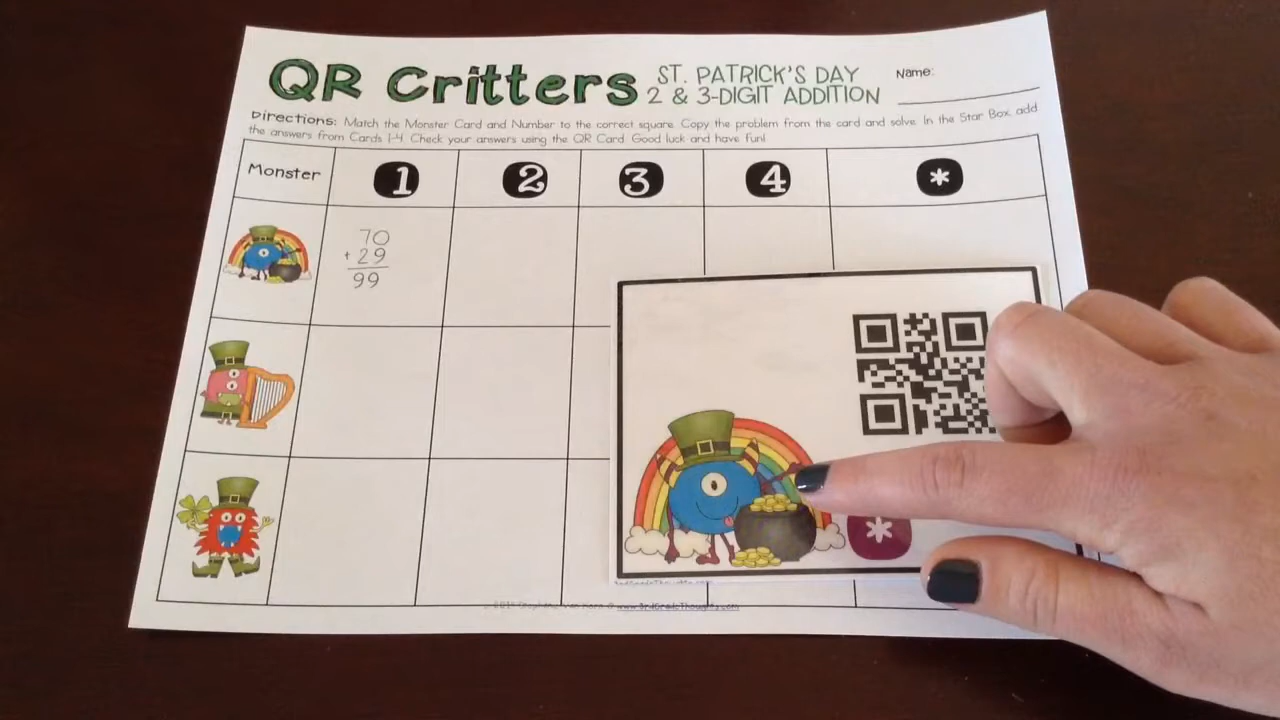 QR Critters
ST. PATRICK'S DAY
2 & 3-DIGIT ADDITION
Name:
Directions: Match the Monster Card and Number to the correct square. Copy the problem from the card and solve. In the Star Box, add
the answers from Cards 1-4. Check your answers using the QR Card. Good luck and have fun!
Monster 1 2 3 4 *
70
+ 29
99
*
www.3rdGradeThoughts.com